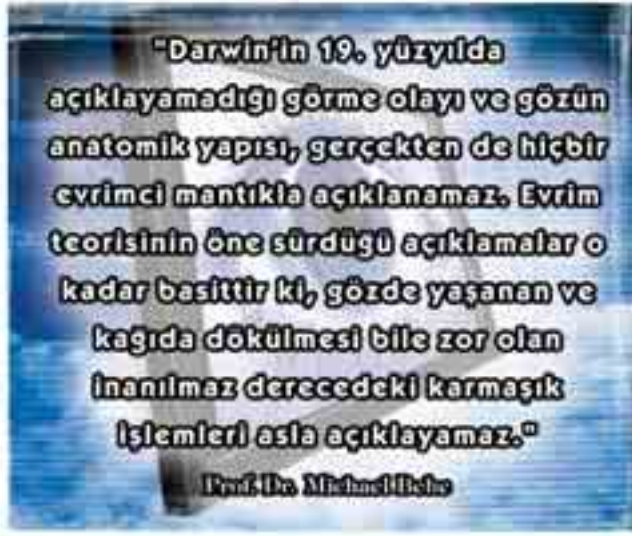 "Darwin'in 19. yüzyılda
açıklayamadığı görme olayı ve gözün
anatomik yapısı, gerçekten de hiçbir
evrimci mantıkla açıklanamaz. Evrim
teorisinin öne sürdüğü açıklamalar o
kadar basittir ki, gözde yaşanan ve
kağıda dökülmesi bile zor olan
inanılmaz derecedeki karmaşık
işlemleri asla açıklayamaz."
Prof. Dr. Michael Behe